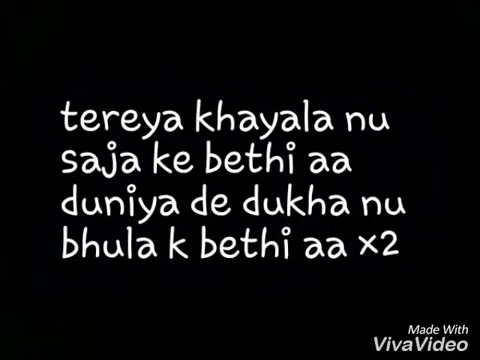 tereya khayala nu
saja ke bethi aa
duniya de dukha nu
bhula k bethi aa ×2
Made With
VivaVideo